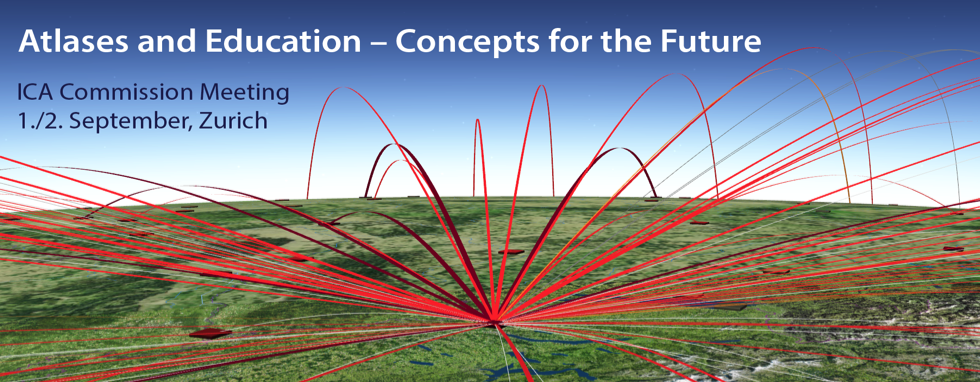 Atlases and Education – Concepts for the Future
ICA Commission Meeting
1./2. September, Zurich